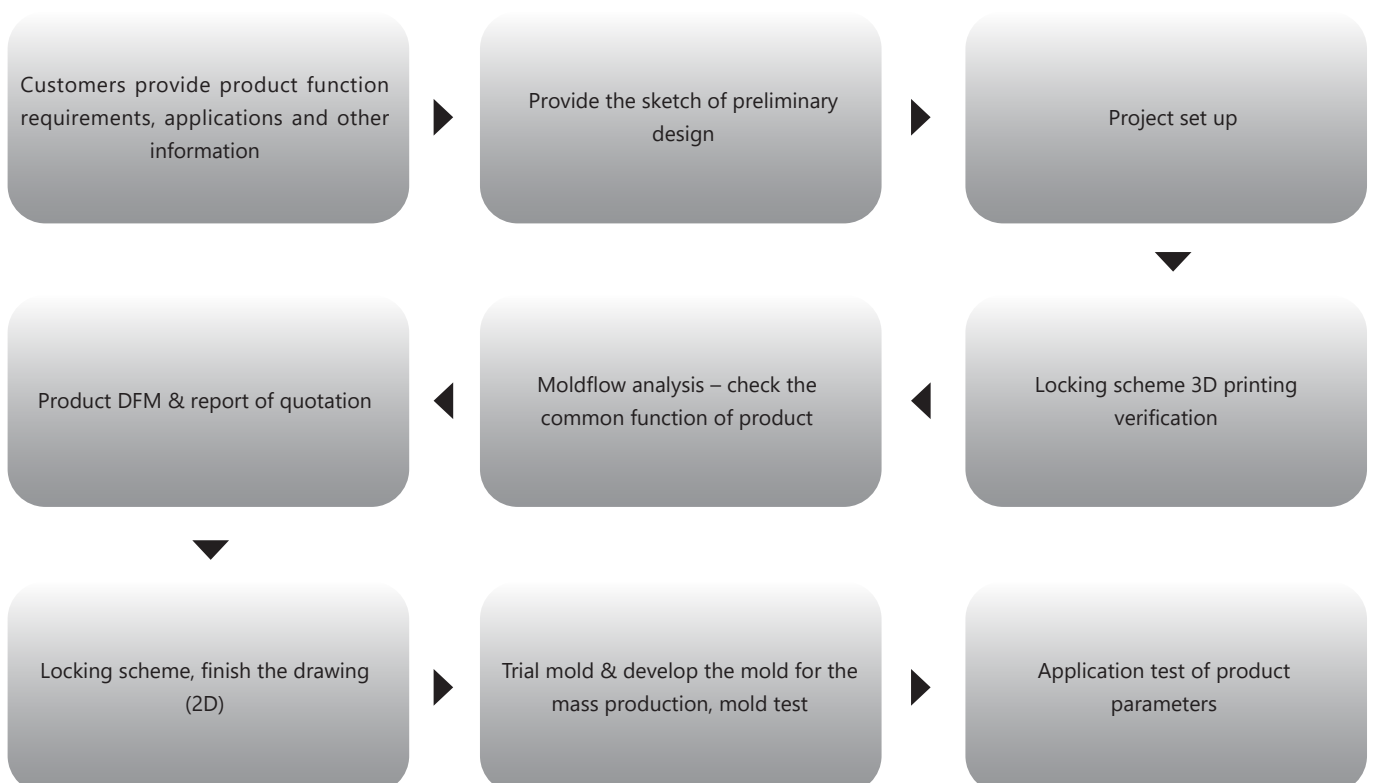 Customers provide product function
requirements, applications and other
information
Provide the sketch of preliminary
design
Project set up
Locking scheme 3D printing
verification
Moldflow analysis – check the
common function of product
Product DFM & report of quotation
Locking scheme, finish the drawing
(2D)
Trial mold & develop the mold for the
mass production, mold test
Application test of product
parameters